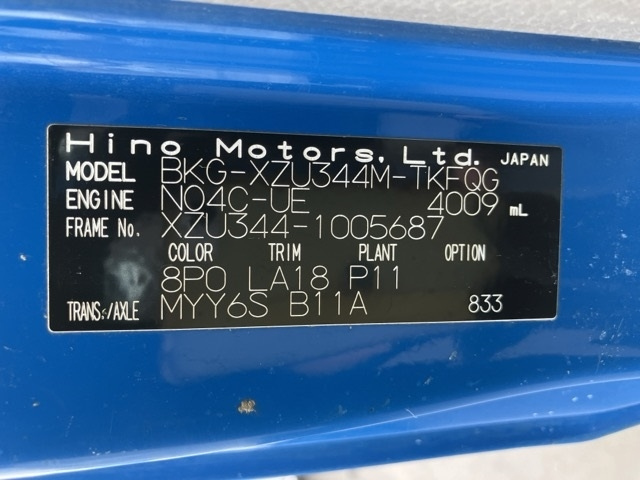 Hino Motors, Ltd. JAPAN
MODEL BKG-XZU344M-TKFQG
ENGINE N04C-UE 4009 mL
FRAME No. XZU344-1005687
COLOR TRIM PLANT OPTION
8P0 LA18 P11
TRANS./AXLE MYY6S B11A 833